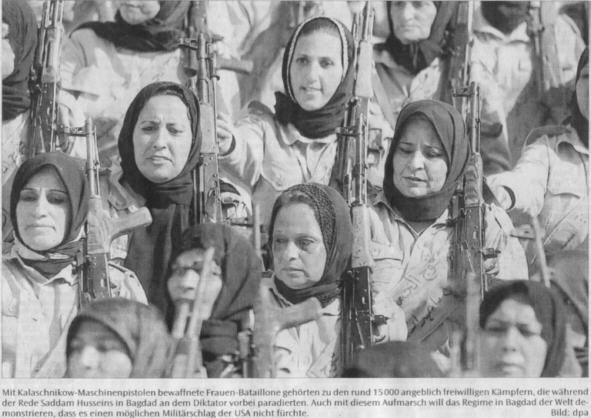 Mit Kalaschnikow-Maschinenpistolen bewaffnete Frauen-Bataillone gehörten zu den rund 15 000 angeblich freiwilligen Kämpfern, die während
der Rede Saddam Husseins in Bagdad an dem Diktator vorbei paradierten. Auch mit diesem Aufmarsch will das Regime in Bagdad der Welt de-
monstrieren, dass es einen möglichen Militärschlag der USA nicht fürchte. Bild: dpa